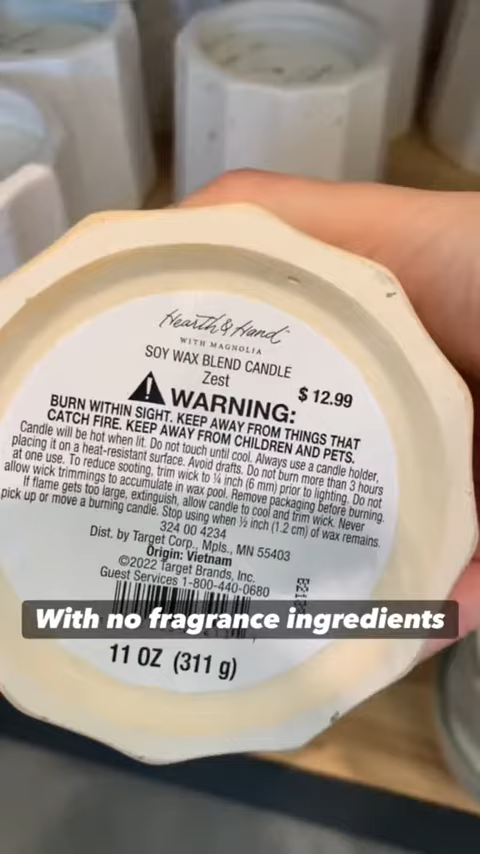 Hearth & Hand
WITH MAGNOLIA
SOY WAX BLEND CANDLE
Zest
$12.99
WARNING:
BURN WITHIN SIGHT. KEEP AWAY FROM THINGS THAT
CATCH FIRE. KEEP AWAY FROM CHILDREN AND PETS.
Candle will be hot when lit. Do not touch until cool. Always use a candle holder,
placing it on a heat-resistant surface. Avoid drafts. Do not burn more than 3 hours
at one use. To reduce sooting, trim wick to ¼ inch (6 mm) prior to lighting. Do not
allow wick trimmings to accumulate in wax pool. Remove packaging before burning.
If flame gets too large, extinguish, allow candle to cool and trim wick. Never
pick up or move a burning candle. Stop using when ½ inch (1.2 cm) of wax remains.
324 00 4234
Dist. by Target Corp., Mpls., MN 55403
Origin: Vietnam
©2022 Target Brands, Inc.
Guest Services 1-800-440-0680
With no fragrance ingredients
11 OZ (311 g)